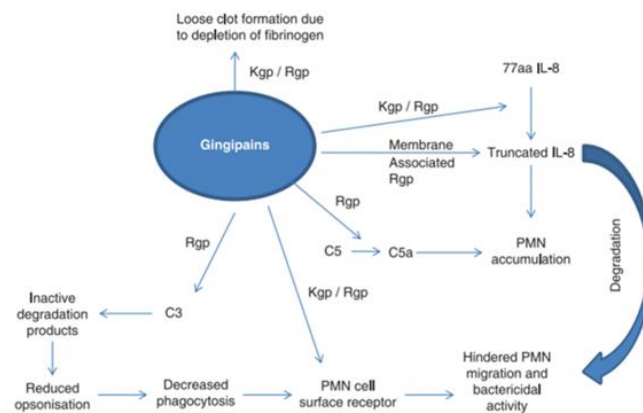 Loose clot formation due
to depletion of fibrinogen
Kgp / Rgp
77aa IL-8
Kgp / Rgp
Gingipains
Membrane
Associated
Rgp
Truncated IL-8
Rgp
Degradation
Rgp
C5
C5a
PMN
accumulation
Kgp / Rgp
Inactive
degradation
products
C3
Hindered PMN
migration and
bactericidal
activity
Reduced
opsonisation
Decreased
phagocytosis
PMN cell
surface receptor